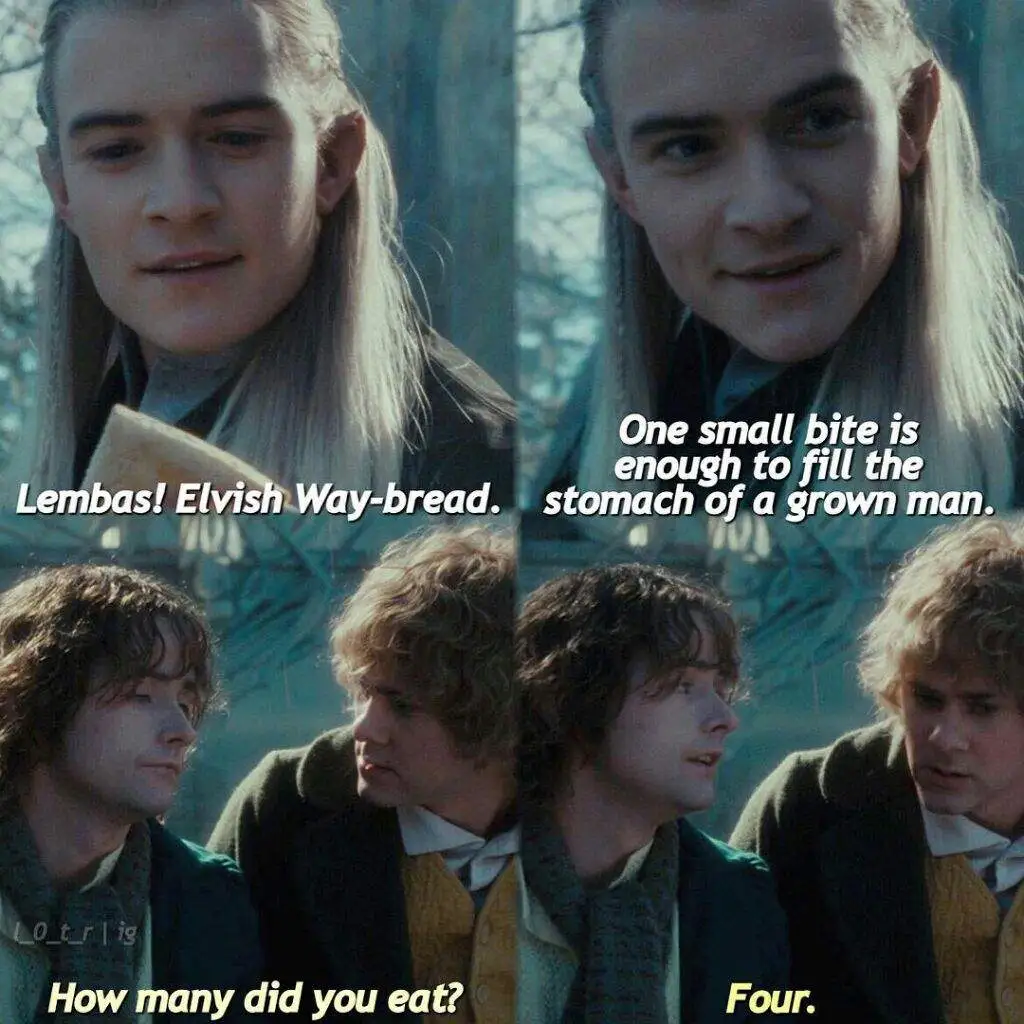 Lembas! Elvish Way-bread.
One small bite is
enough to fill the
stomach of a grown man.
l_0_t_r | ig
How many did you eat?
Four.